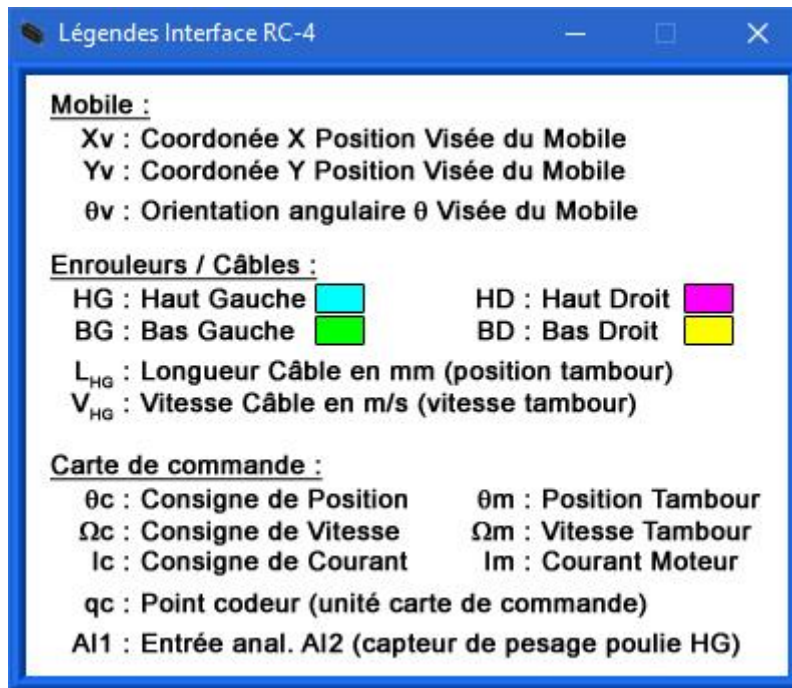 Légendes Interface RC-4
Mobile :
Xv : Coordonée X Position Visée du Mobile
Yv : Coordonée Y Position Visée du Mobile
θv : Orientation angulaire θ Visée du Mobile
Enrouleurs / Câbles :
HG : Haut Gauche HD : Haut Droit
BG : Bas Gauche BD : Bas Droit
L_HG : Longueur Câble en mm (position tambour)
V_HG : Vitesse Câble en m/s (vitesse tambour)
Carte de commande :
θc : Consigne de Position θm : Position Tambour
Ωc : Consigne de Vitesse Ωm : Vitesse Tambour
Ic : Consigne de Courant Im : Courant Moteur
qc : Point codeur (unité carte de commande)
AI1 : Entrée anal. AI2 (capteur de pesage poulie HG)